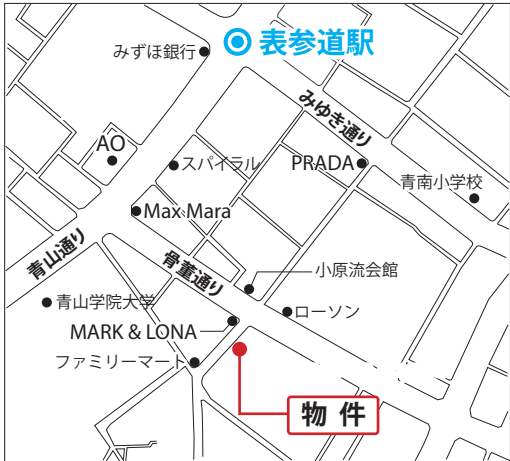 表参道駅
みずほ銀行
みゆき通り
AO
スパイラル
PRADA
青南小学校
Max Mara
青山通り
骨董通り
小原流会館
青山学院大学
ローソン
MARK & LONA
ファミリーマート
物件